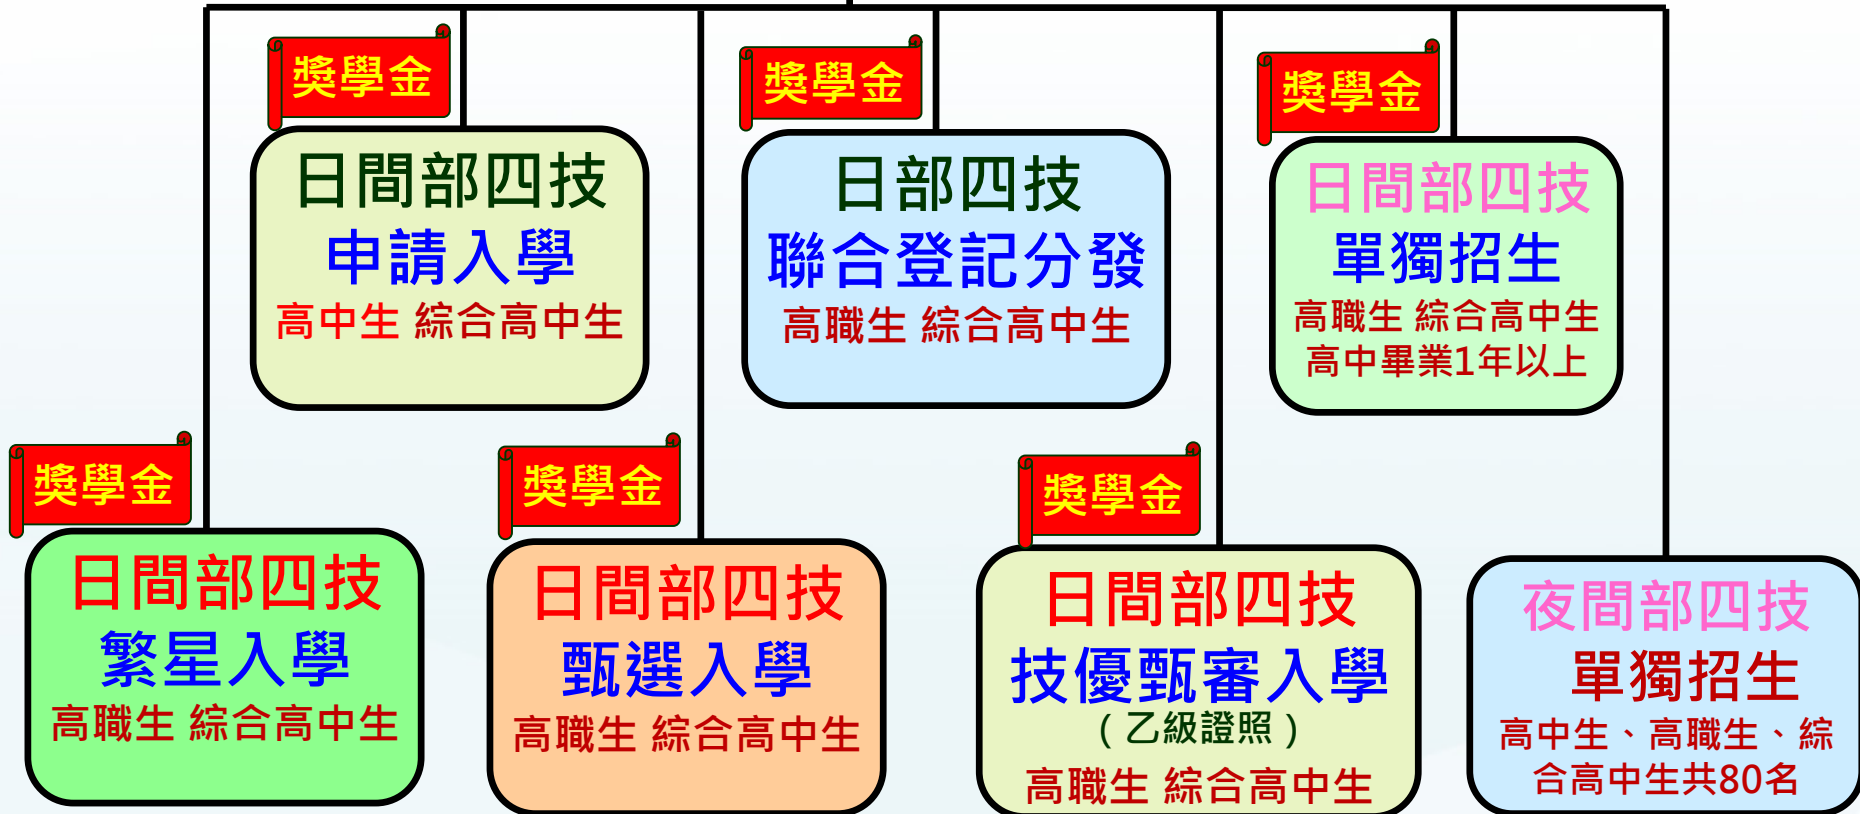 獎學金
日間部四技
申請入學
高中生 綜合高中生
獎學金
日部四技
聯合登記分發
高職生 綜合高中生
獎學金
日間部四技
單獨招生
高職生 綜合高中生
高中畢業1年以上
獎學金
日間部四技
繁星入學
高職生 綜合高中生
獎學金
日間部四技
甄選入學
高職生 綜合高中生
獎學金
日間部四技
技優甄審入學
（乙級證照）
高職生 綜合高中生
夜間部四技
單獨招生
高中生、高職生、綜
合高中生共80名